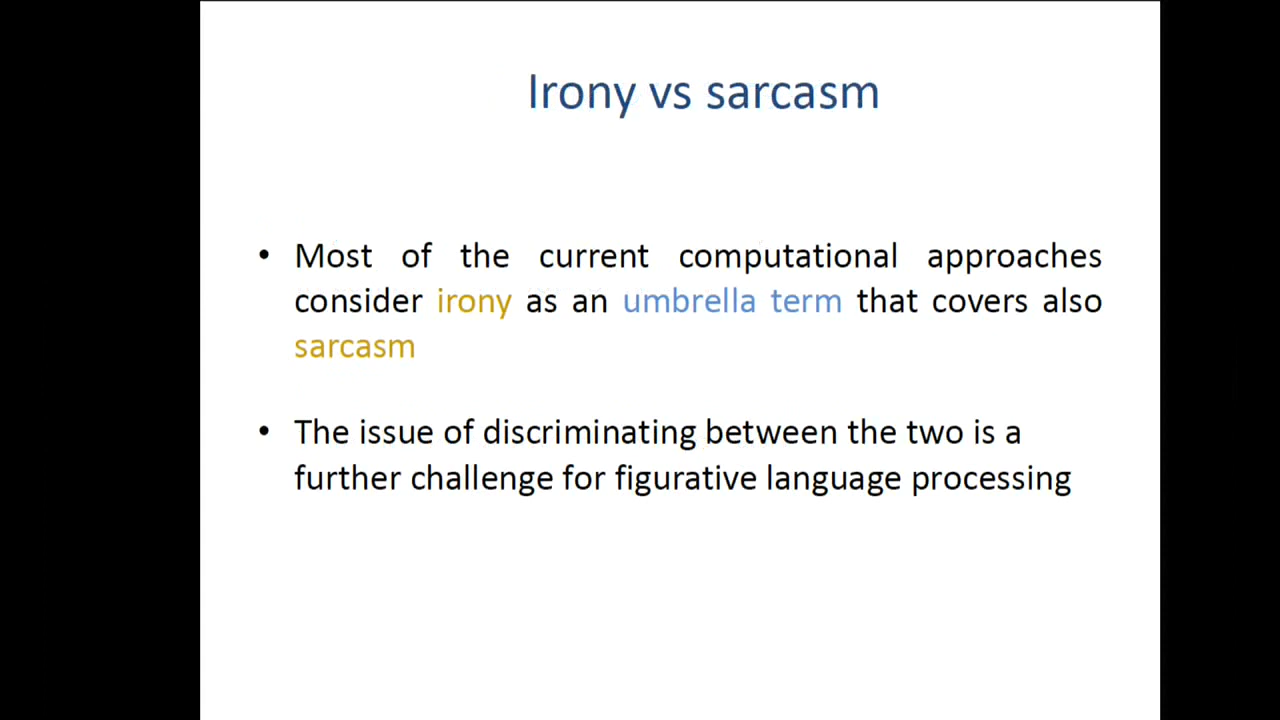 Irony vs sarcasm
• Most of the current computational approaches
consider irony as an umbrella term that covers also
sarcasm
• The issue of discriminating between the two is a
further challenge for figurative language processing